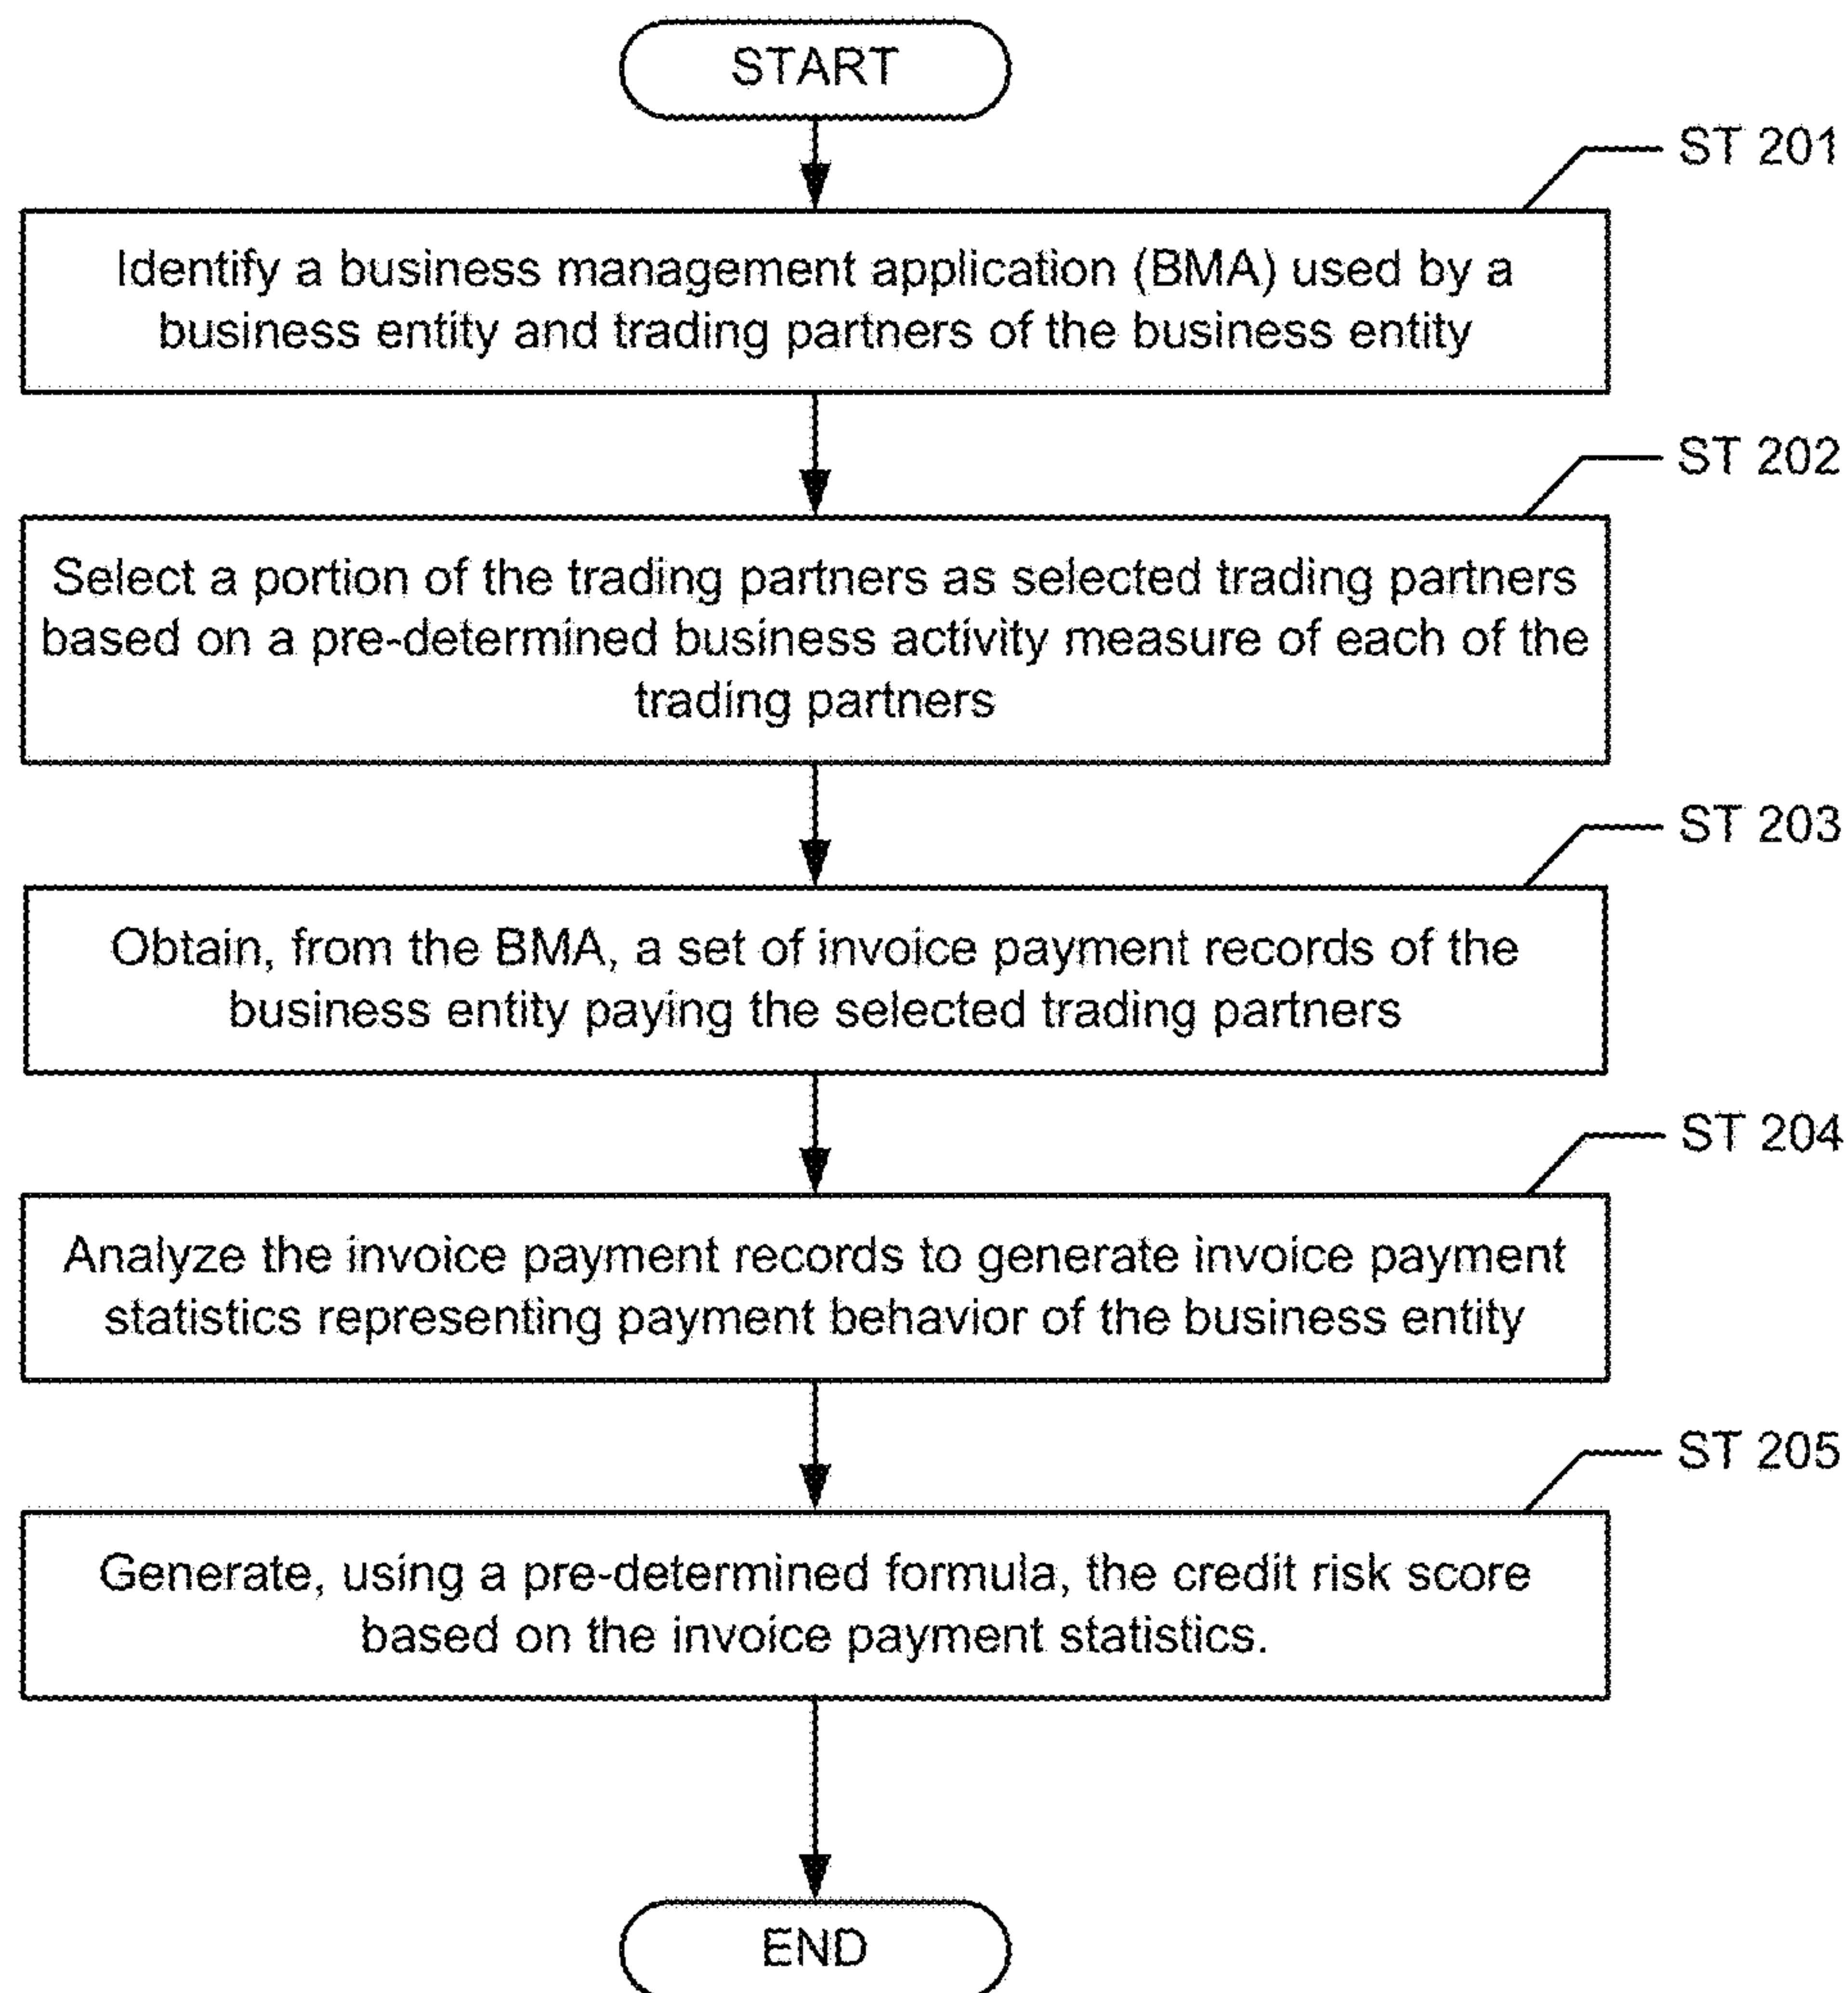 START
ST 201
Identify a business management application (BMA) used by a
business entity and trading partners of the business entity
ST 202
Select a portion of the trading partners as selected trading partners
based on a pre-determined business activity measure of each of the
trading partners
ST 203
Obtain, from the BMA, a set of invoice payment records of the
business entity paying the selected trading partners
ST 204
Analyze the invoice payment records to generate invoice payment
statistics representing payment behavior of the business entity
ST 205
Generate, using a pre-determined formula, the credit risk score
based on the invoice payment statistics.
END